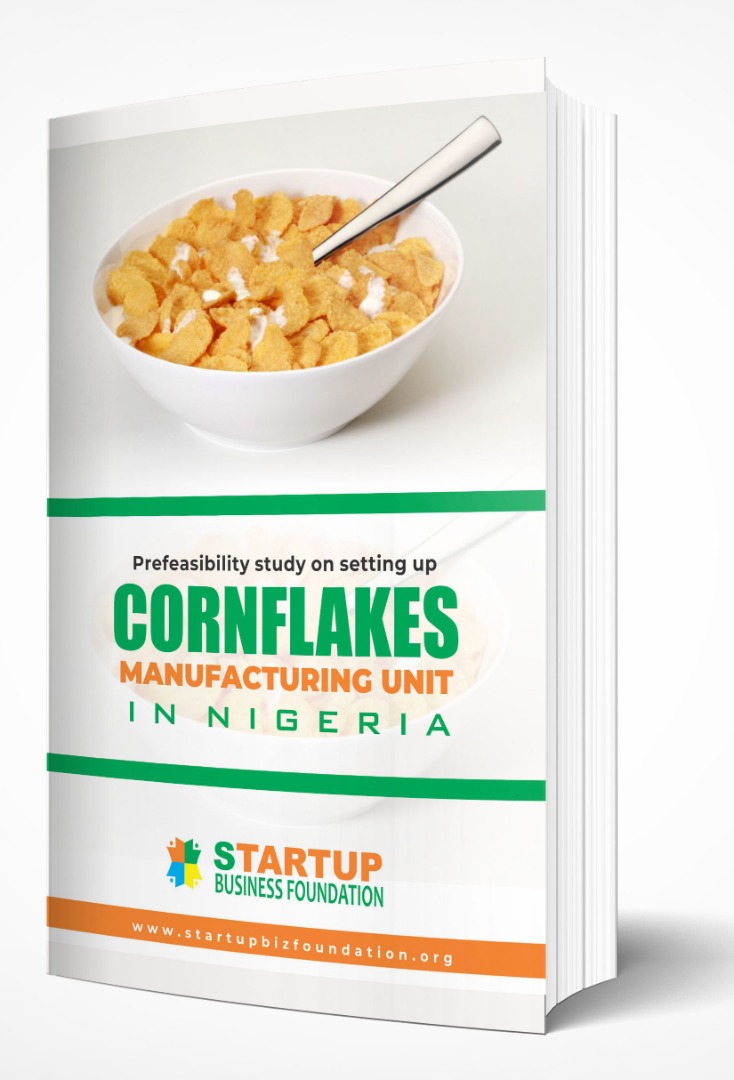 Prefeasibility study on setting up
CORNFLAKES
MANUFACTURING UNIT
IN NIGERIA
STARTUP
BUSINESS FOUNDATION
www.startupbizfoundation.org